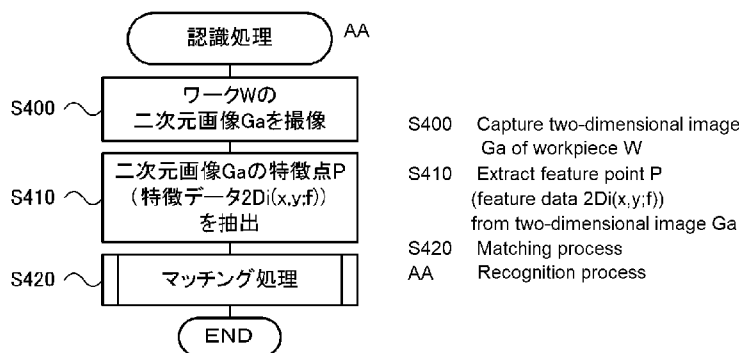 認識処理
AA
S400
ワークWの
二次元画像Gaを撮像
S410
二次元画像Gaの特徴点P
(特徴データ2Di(x,y;f))
を抽出
S420
マッチング処理
END
S400 Capture two-dimensional image
Ga of workpiece W
S410 Extract feature point P
(feature data 2Di(x,y;f))
from two-dimensional image Ga
S420 Matching process
AA Recognition process